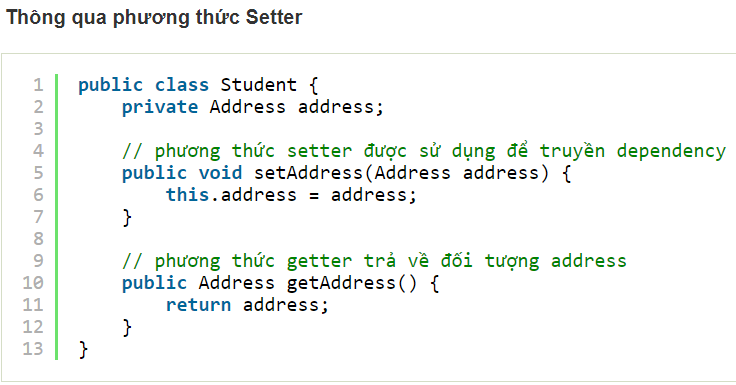 Thông qua phương thức Setter
1 public class Student {
2 private Address address;
3
4 // phương thức setter được sử dụng để truyền dependency
5 public void setAddress(Address address) {
6 this.address = address;
7 }
8
9 // phương thức getter trả về đối tượng address
10 public Address getAddress() {
11 return address;
12 }
13 }